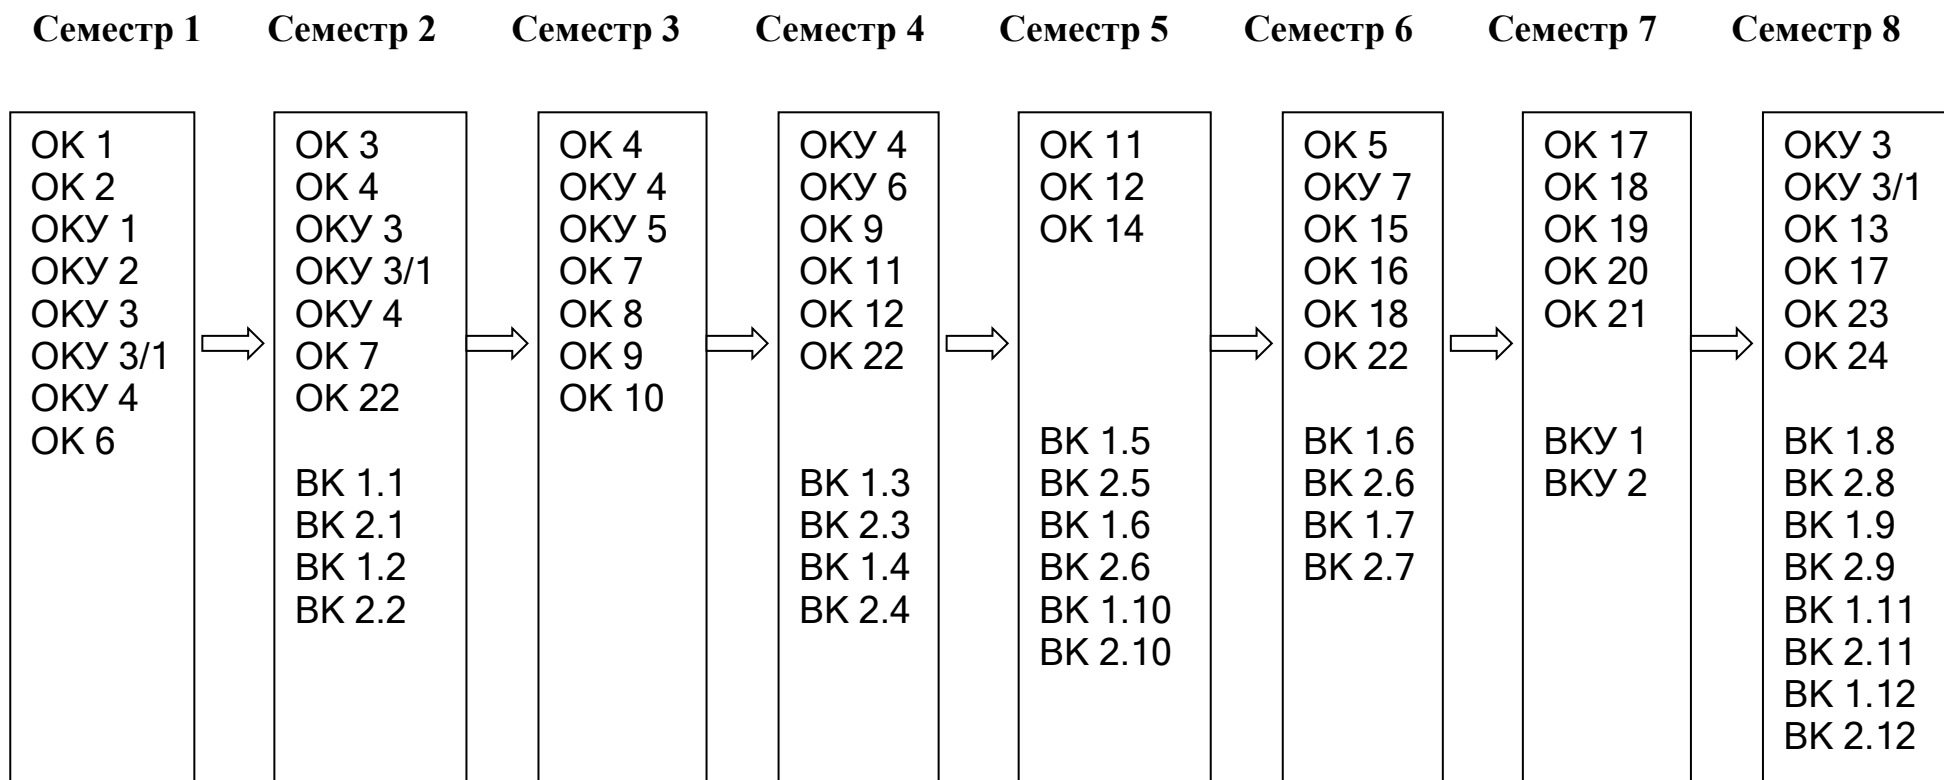 Семестр 1
Семестр 2
Семестр 3
Семестр 4
Семестр 5
Семестр 6
Семестр 7
Семестр 8
ОК 1
ОК 2
ОКУ 1
ОКУ 2
ОКУ 3
ОКУ 3/1
ОКУ 4
ОК 6
ОК 3
ОК 4
ОКУ 3
ОКУ 3/1
ОКУ 4
ОК 7
ОК 22
ВК 1.1
ВК 2.1
ВК 1.2
ВК 2.2
ОК 4
ОКУ 4
ОКУ 5
ОК 7
ОК 8
ОК 9
ОК 10
ОКУ 4
ОКУ 6
ОК 9
ОК 11
ОК 12
ОК 22
ВК 1.3
ВК 2.3
ВК 1.4
ВК 2.4
ОК 11
ОК 12
ОК 14
ВК 1.5
ВК 2.5
ВК 1.6
ВК 2.6
ВК 1.10
ВК 2.10
ОК 5
ОКУ 7
ОК 15
ОК 16
ОК 18
ОК 22
ВК 1.6
ВК 2.6
ВК 1.7
ВК 2.7
ОК 17
ОК 18
ОК 19
ОК 20
ОК 21
ВКУ 1
ВКУ 2
ОКУ 3
ОКУ 3/1
ОК 13
ОК 17
ОК 23
ОК 24
ВК 1.8
ВК 2.8
ВК 1.9
ВК 2.9
ВК 1.11
ВК 2.11
ВК 1.12
ВК 2.12